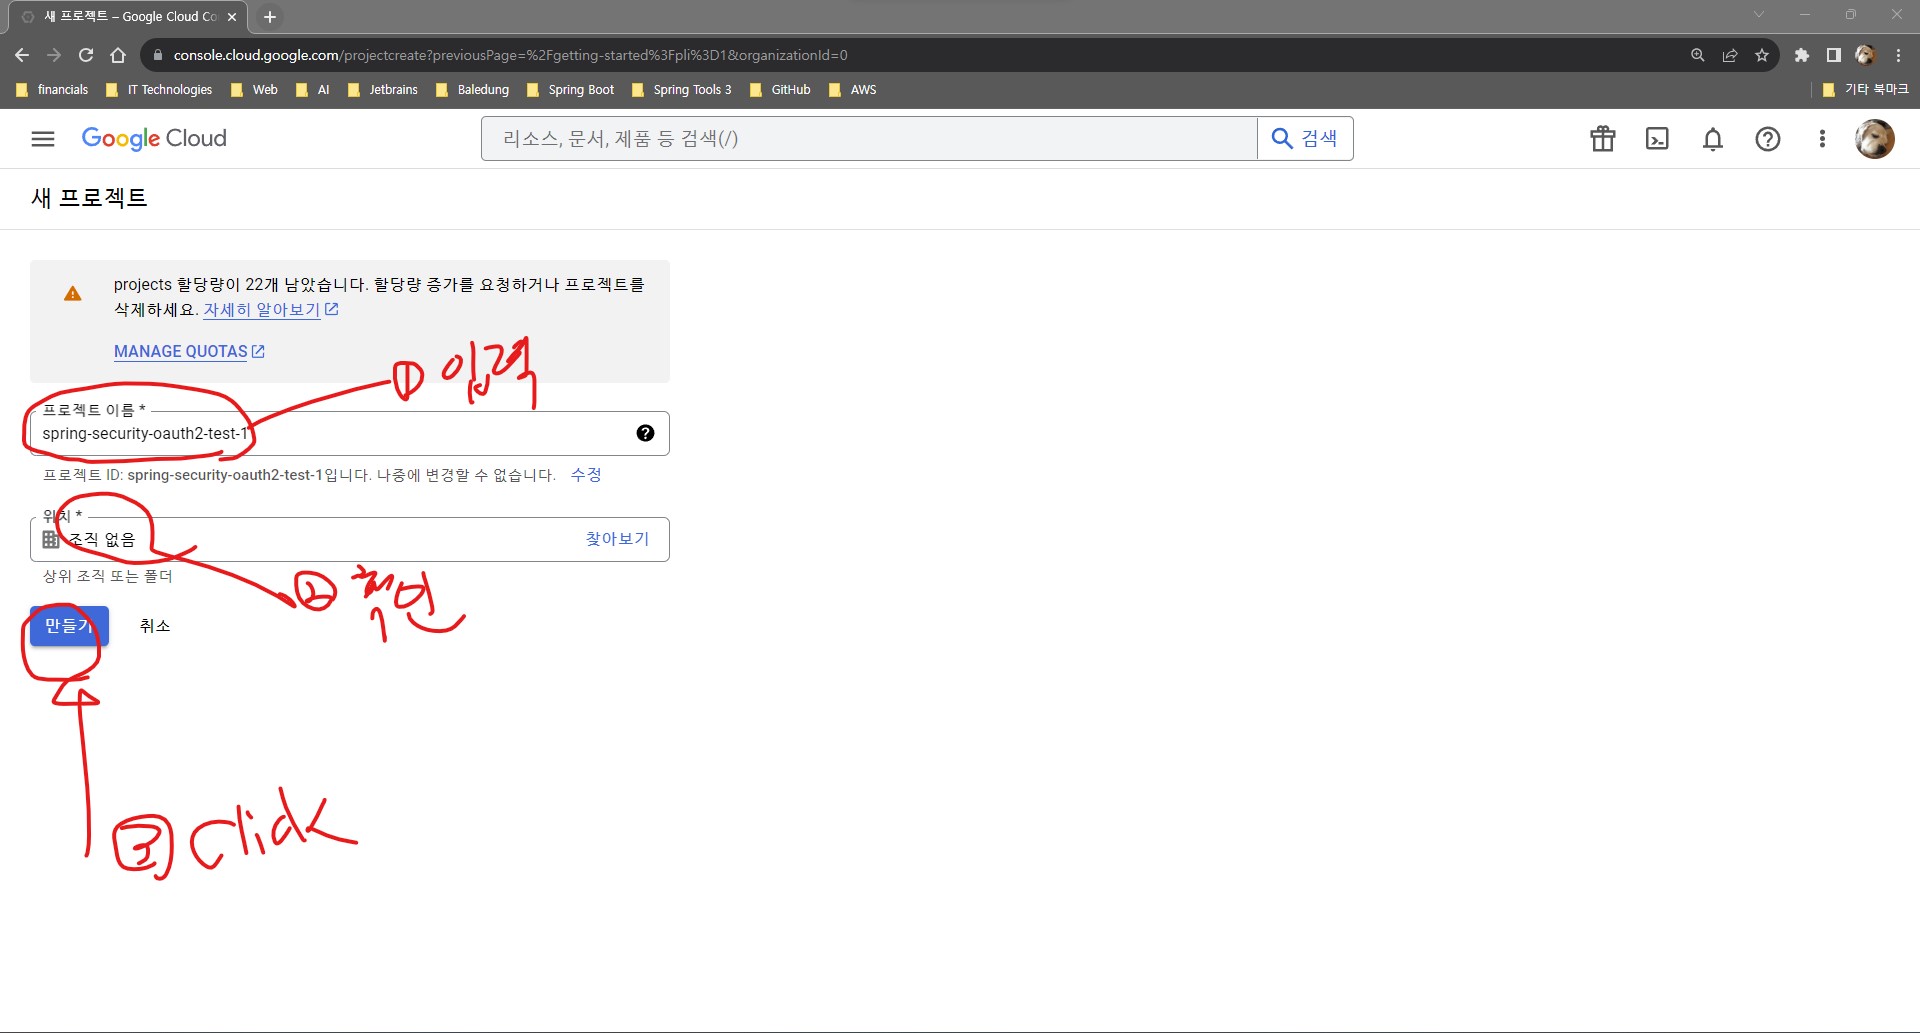 새 프로젝트 – Google Cloud Co
console.cloud.google.com/projectcreate?previousPage=%2Fgetting-started%3Fpli%3D1&organizationId=0
financials IT Technologies Web AI Jetbrains Baledung Spring Boot Spring Tools 3 GitHub AWS 기타 북마크
Google Cloud 리소스, 문서, 제품 등 검색(/) 검색
새 프로젝트
projects 할당량이 22개 남았습니다. 할당량 증가를 요청하거나 프로젝트를
삭제하세요. 자세히 알아보기
MANAGE QUOTAS
① 입력
프로젝트 이름 *
spring-security-oauth2-test-1
프로젝트 ID: spring-security-oauth2-test-1입니다. 나중에 변경할 수 없습니다. 수정
위치 *
조직 없음 찾아보기
상위 조직 또는 폴더
② 확인
만들기 취소
③ Click